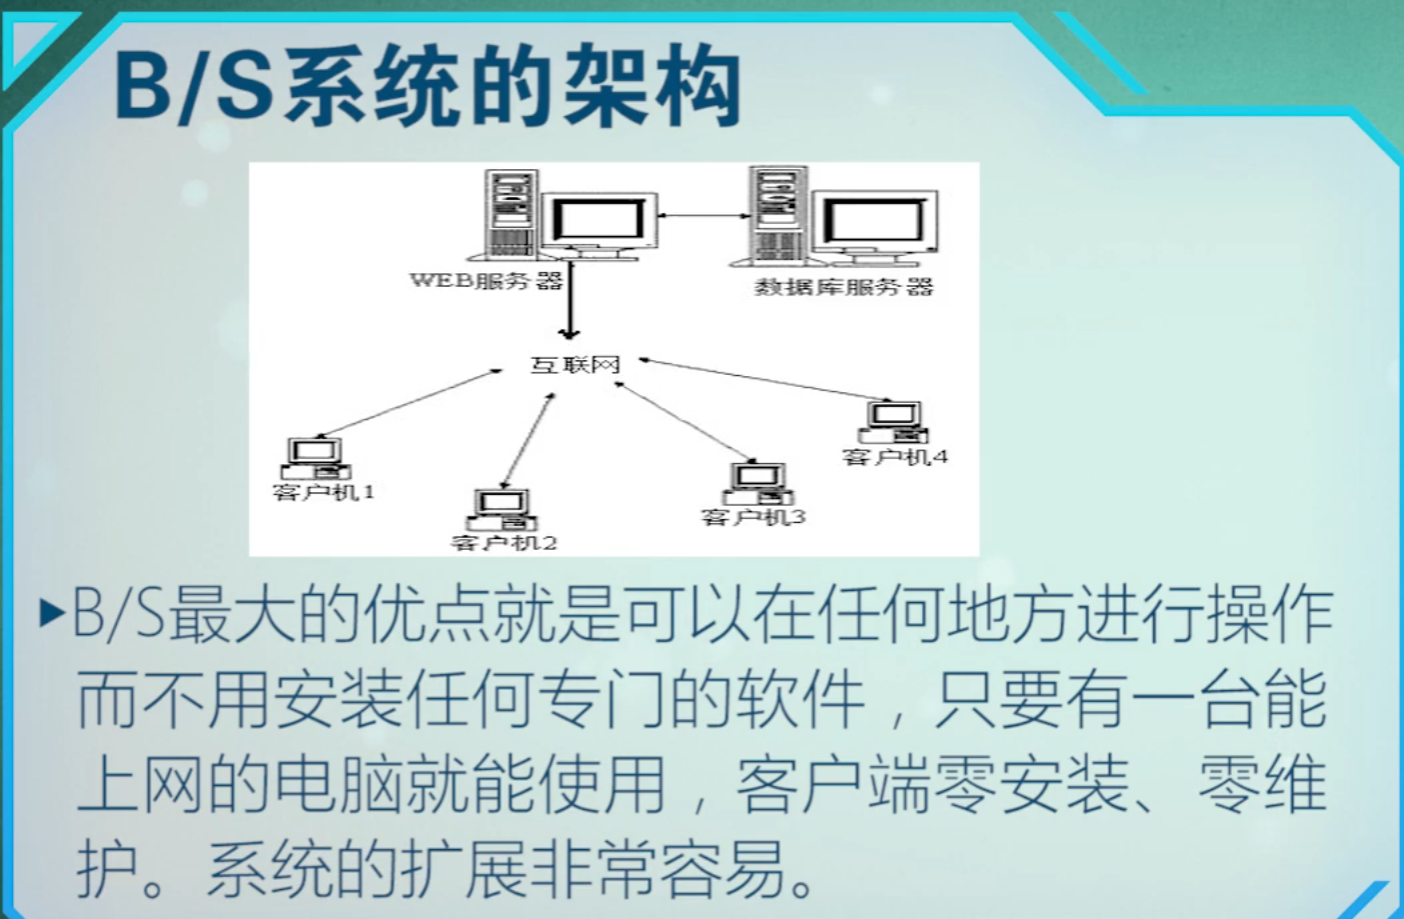 B/S系统的架构
WEB服务器
数据库服务器
互联网
客户机4
客户机1
客户机3
客户机2
B/S最大的优点就是可以在任何地方进行操作
而不用安装任何专门的软件，只要有一台能
上网的电脑就能使用，客户端零安装、零维
护。系统的扩展非常容易。